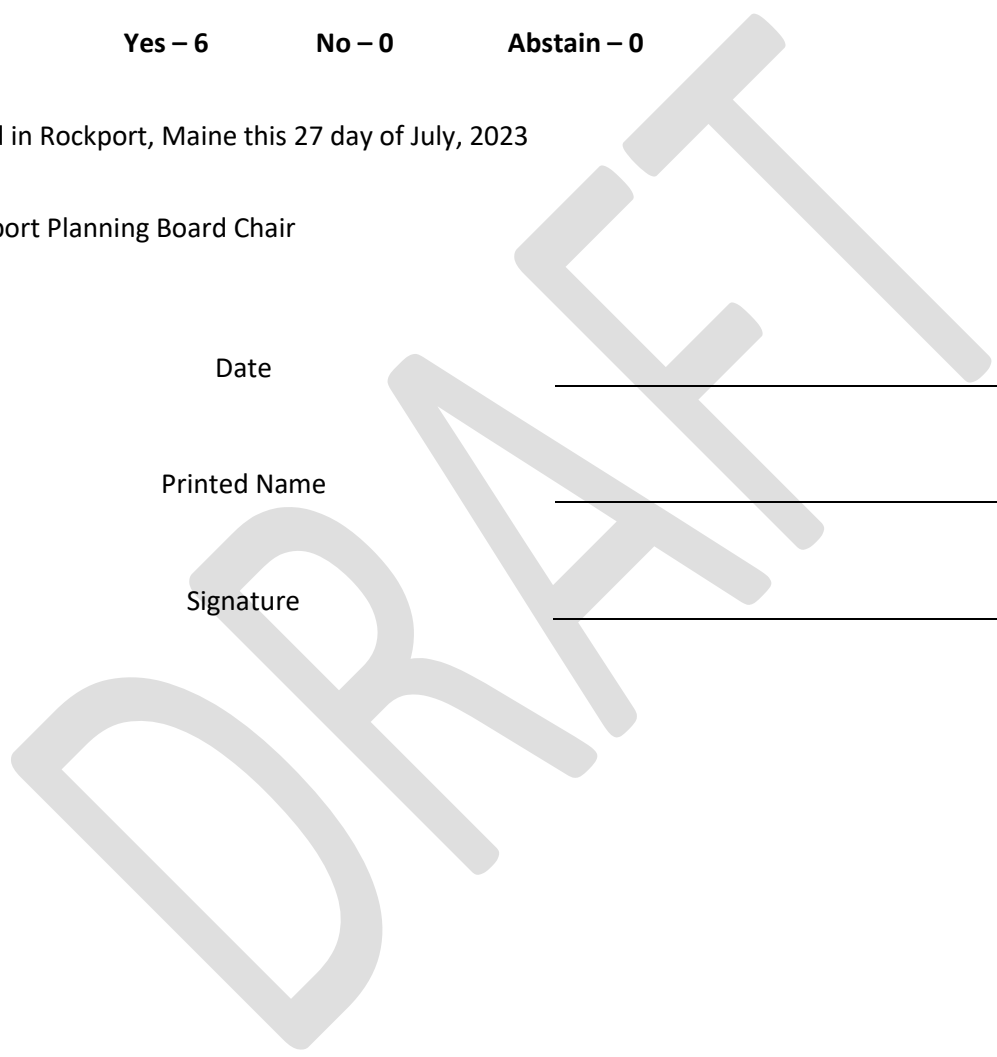 Yes – 6 No – 0 Abstain – 0
in Rockport, Maine this 27 day of July, 2023
Planning Board Chair
Date
Printed Name
Signature
DRAFT